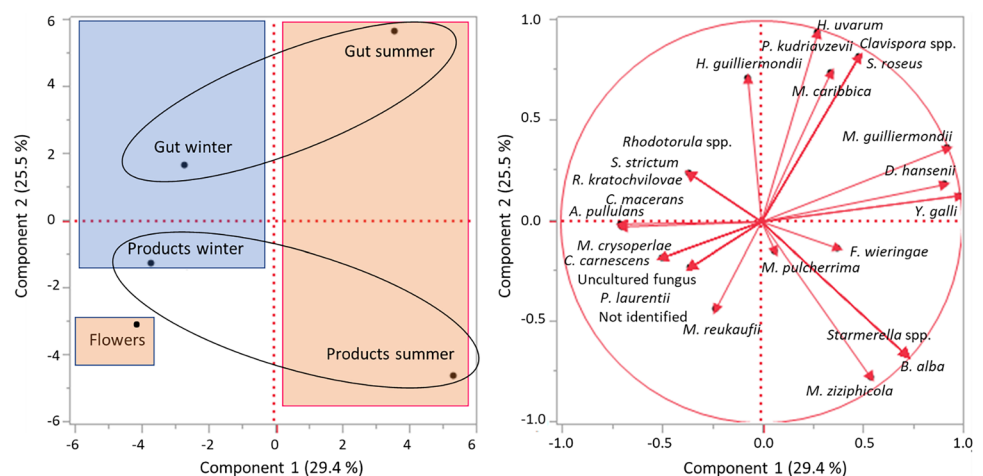 6
4
2
0
-2
-4
-6
-6
-4
-2
0
2
4
6
Component 2 (25.5 %)
Component 1 (29.4 %)
Gut summer
Gut winter
Products winter
Flowers
Products summer
1.0
0.5
0.0
-0.5
-1.0
-1.0
-0.5
0.0
0.5
1.0
Component 2 (25.5 %)
Component 1 (29.4 %)
H. uvarum
P. kudriavzevii
Clavispora spp.
H. guilliermondii
S. roseus
M. caribbica
M. guilliermondii
Rhodotorula spp.
S. strictum
D. hansenii
R. kratochvilovae
C. macerans
A. pullulans
Y. galli
M. crysoperlae
F. wieringae
C. carnescens
M. pulcherrima
Uncultured fungus
P. laurentii
Not identified
M. reukaufii
Starmerella spp.
B. alba
M. ziziphicola